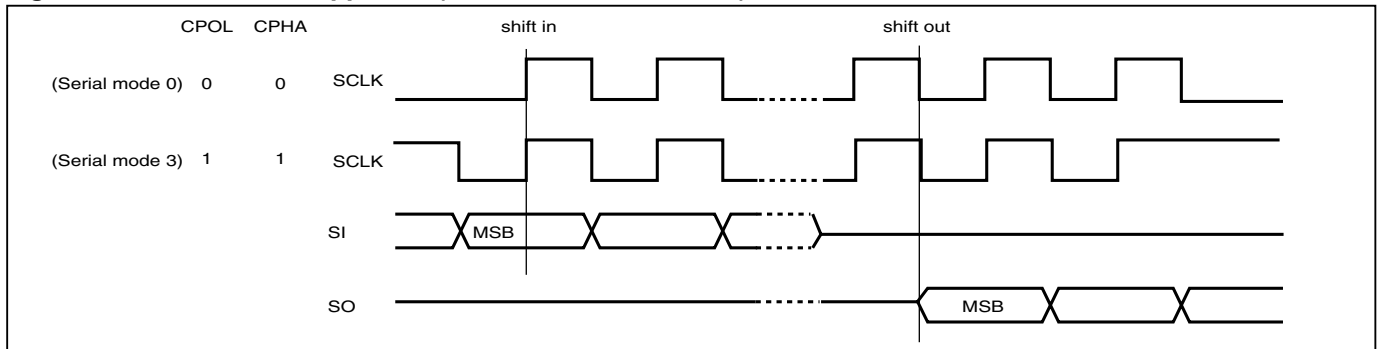 CPOL CPHA shift in shift out
(Serial mode 0) 0 0 SCLK
(Serial mode 3) 1 1 SCLK
SI MSB
SO MSB